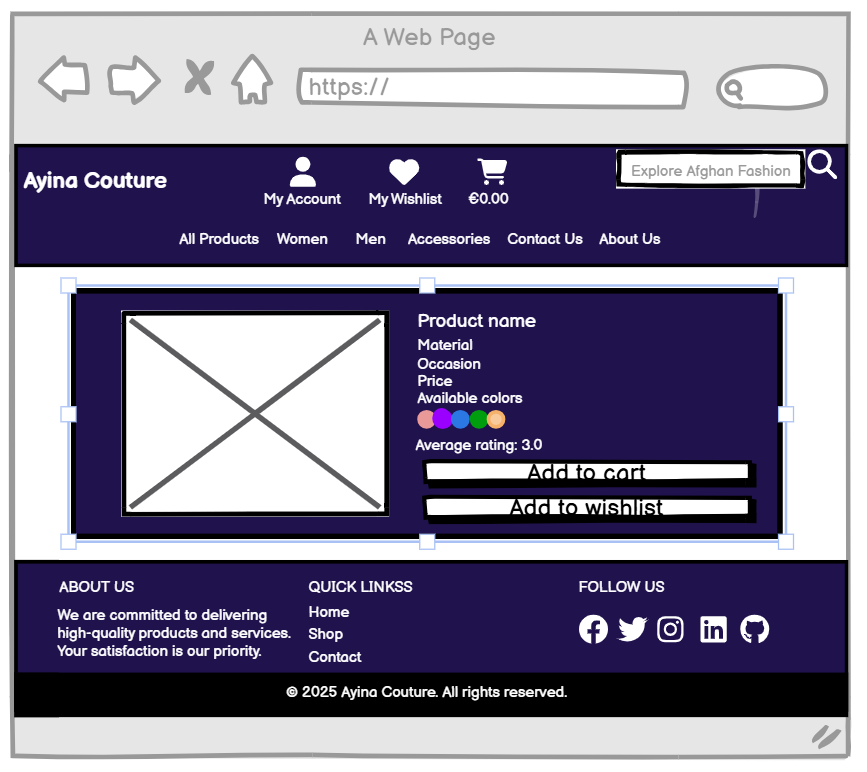 A Web Page
https://
Ayina Couture
My Account
My Wishlist
€0.00
Explore Afghan Fashion
All Products Women Men Accessories Contact Us About Us
Product name
Material
Occasion
Price
Available colors
Average rating: 3.0
Add to cart
Add to wishlist
ABOUT US
We are committed to delivering
high-quality products and services.
Your satisfaction is our priority.
QUICK LINKSS
Home
Shop
Contact
FOLLOW US
© 2025 Ayina Couture. All rights reserved.